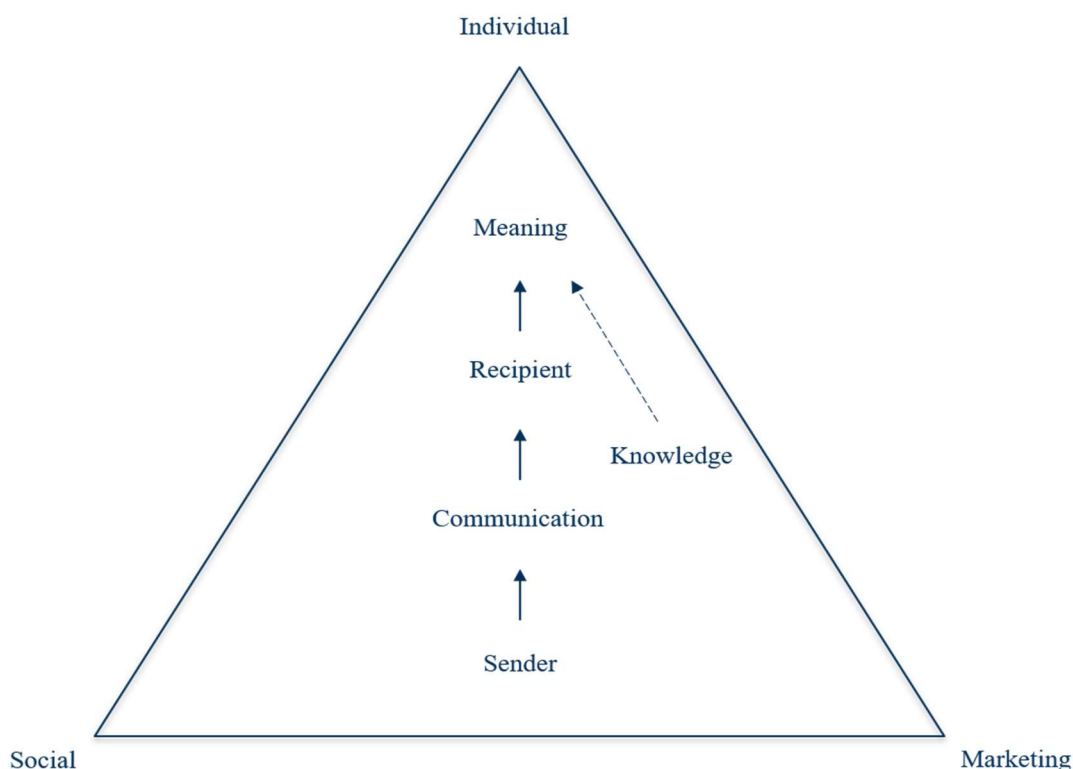 Individual
Meaning
Recipient
Knowledge
Communication
Sender
Social
Marketing